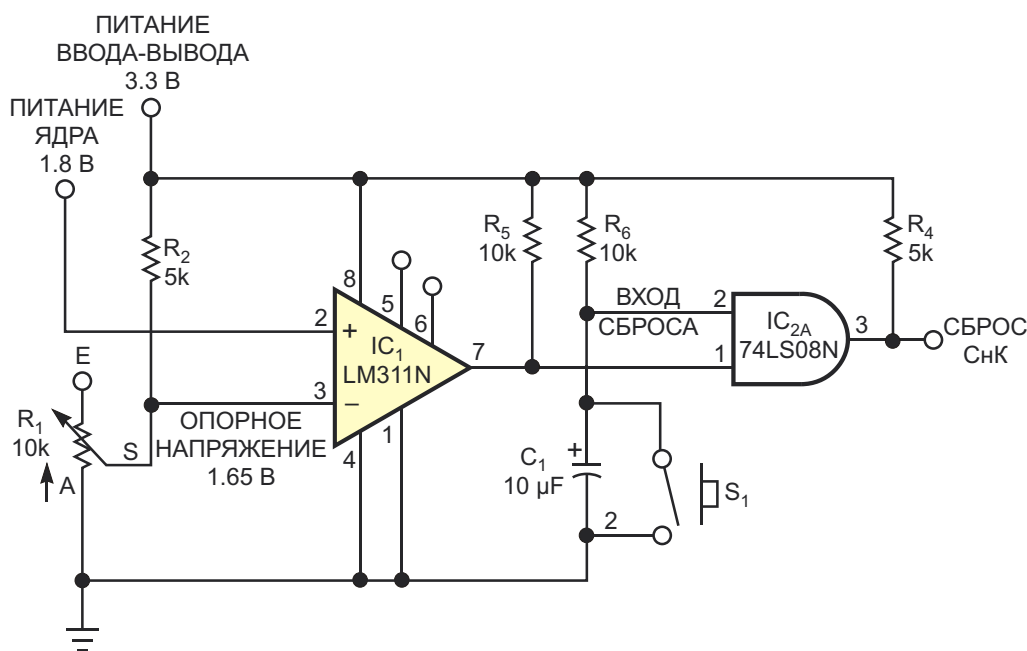 ПИТАНИЕ
ВВОДА-ВЫВОДА
3.3 В
ПИТАНИЕ
ЯДРА
1.8 В
R2
5k
R5
10k
R6
10k
R4
5k
8
5
6
2
+
IC1
LM311N
7
3
–
1
4
ВХОД
СБРОСА
2
1
IC2A
74LS08N
3
СБРОС
СнК
E
R1
10k
S
A
ОПОРНОЕ
НАПРЯЖЕНИЕ
1.65 В
+
C1
10 µF
S1
2